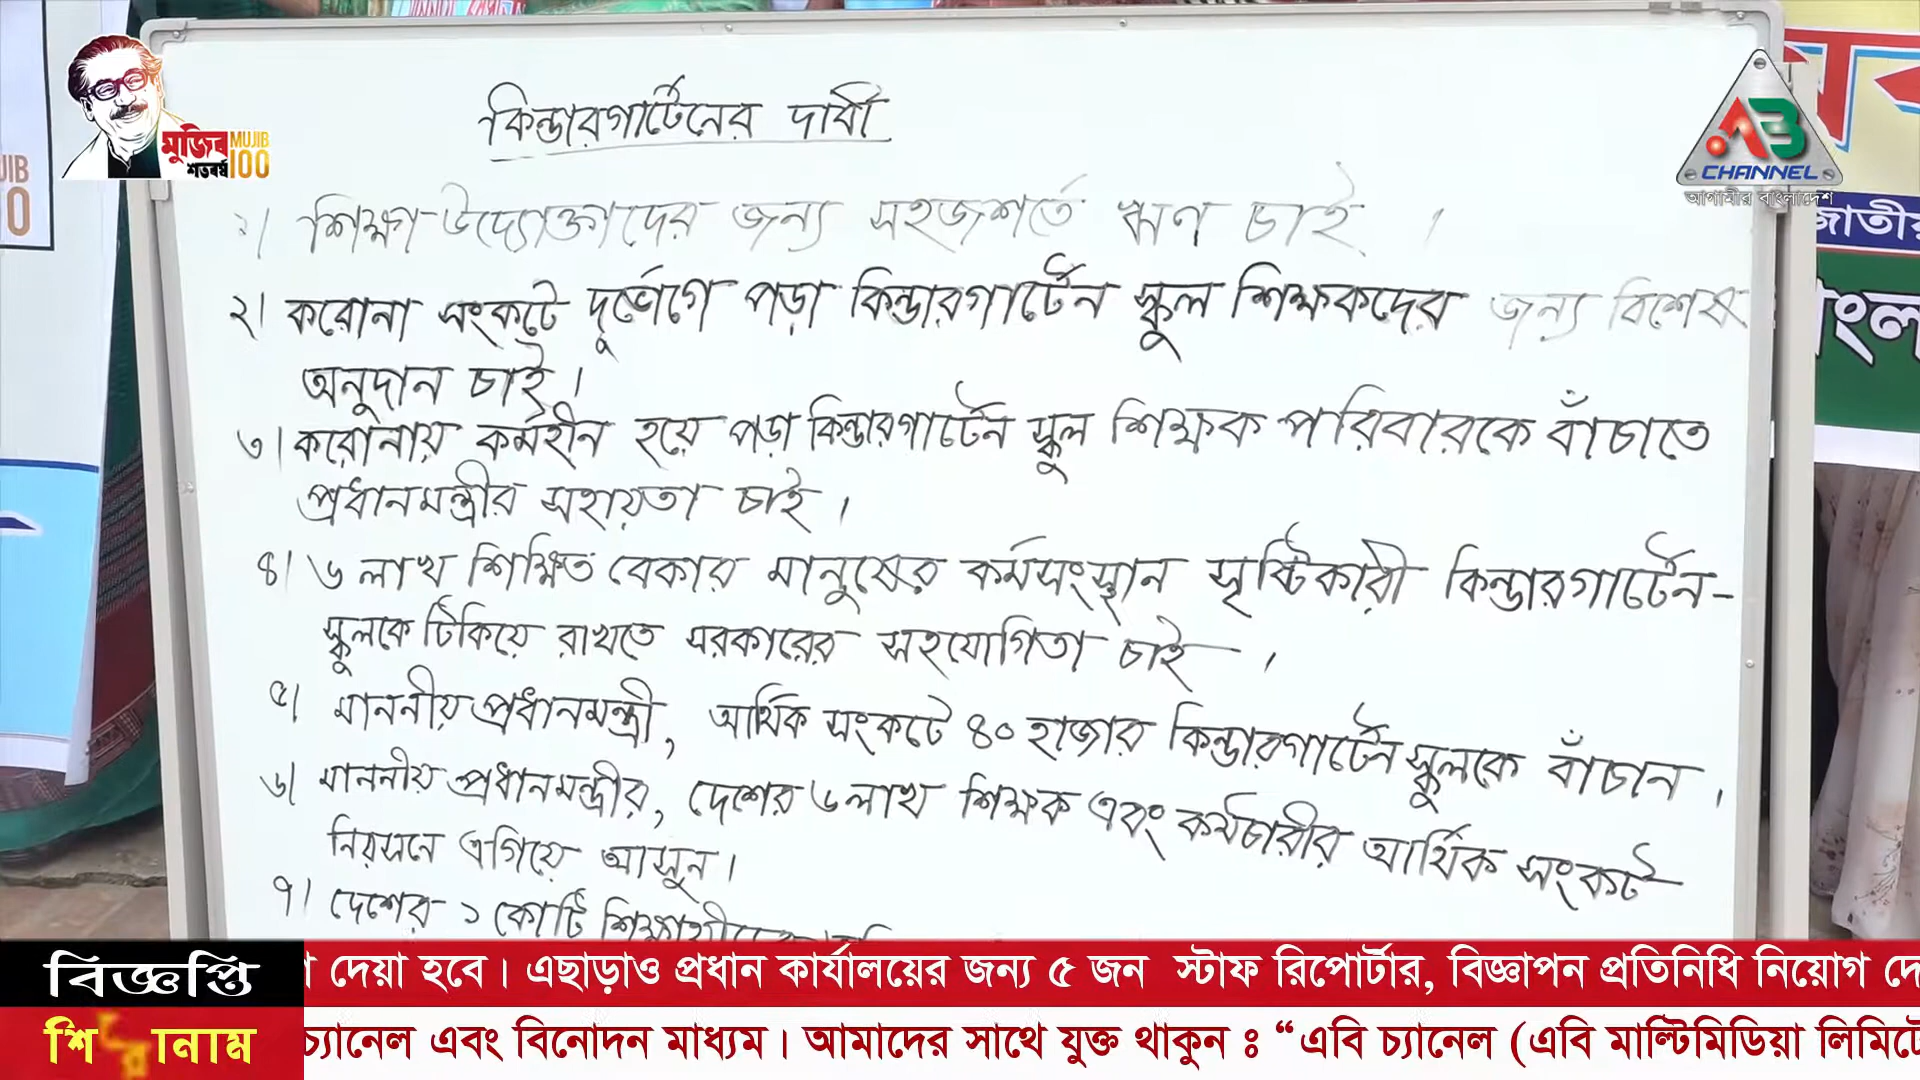 কিন্ডারগার্টেনের দাবী
১। শিক্ষা উদ্যোক্তাদের জন্য সহজশর্তে ঋণ চাই ।
২। করোনা সংকটে দুর্ভোগে পড়া কিন্ডারগার্টেন স্কুল শিক্ষকদের জন্য বিশেষ
অনুদান চাই।
৩। করোনায় কর্মহীন হয়ে পড়া কিন্ডারগার্টেন স্কুল শিক্ষক পরিবারকে বাঁচাতে
প্রধানমন্ত্রীর সহায়তা চাই।
৪। ৬ লাখ শিক্ষিত বেকার মানুষের কর্মসংস্থান সৃষ্টিকারী কিন্ডারগার্টেন-
স্কুলকে টিকিয়ে রাখতে সরকারের সহযোগিতা চাই ।
৫। মাননীয় প্রধানমন্ত্রী, আর্থিক সংকটে ৪০ হাজার কিন্ডারগার্টেন স্কুলকে বাঁচান ।
৬। মাননীয় প্রধানমন্ত্রীর, দেশের ৬ লাখ শিক্ষক এবং কর্মচারীর আর্থিক সংকট
নিরসনে এগিয়ে আসুন।
৭। দেশের ১ কোটি
মুজিব MUJIB
শতবর্ষ 100
AB
CHANNEL
আগামীর বাংলাদেশ
JIB
জাতীয়
বিজ্ঞপ্তি দেয়া হবে। এছাড়াও প্রধান কার্যালয়ের জন্য ৫ জন স্টাফ রিপোর্টার, বিজ্ঞাপন প্রতিনিধি নিয়োগ
শিরোনাম চ্যানেল এবং বিনোদন মাধ্যম। আমাদের সাথে যুক্ত থাকুন ঃ “এবি চ্যানেল (এবি মাল্টিমিডিয়া